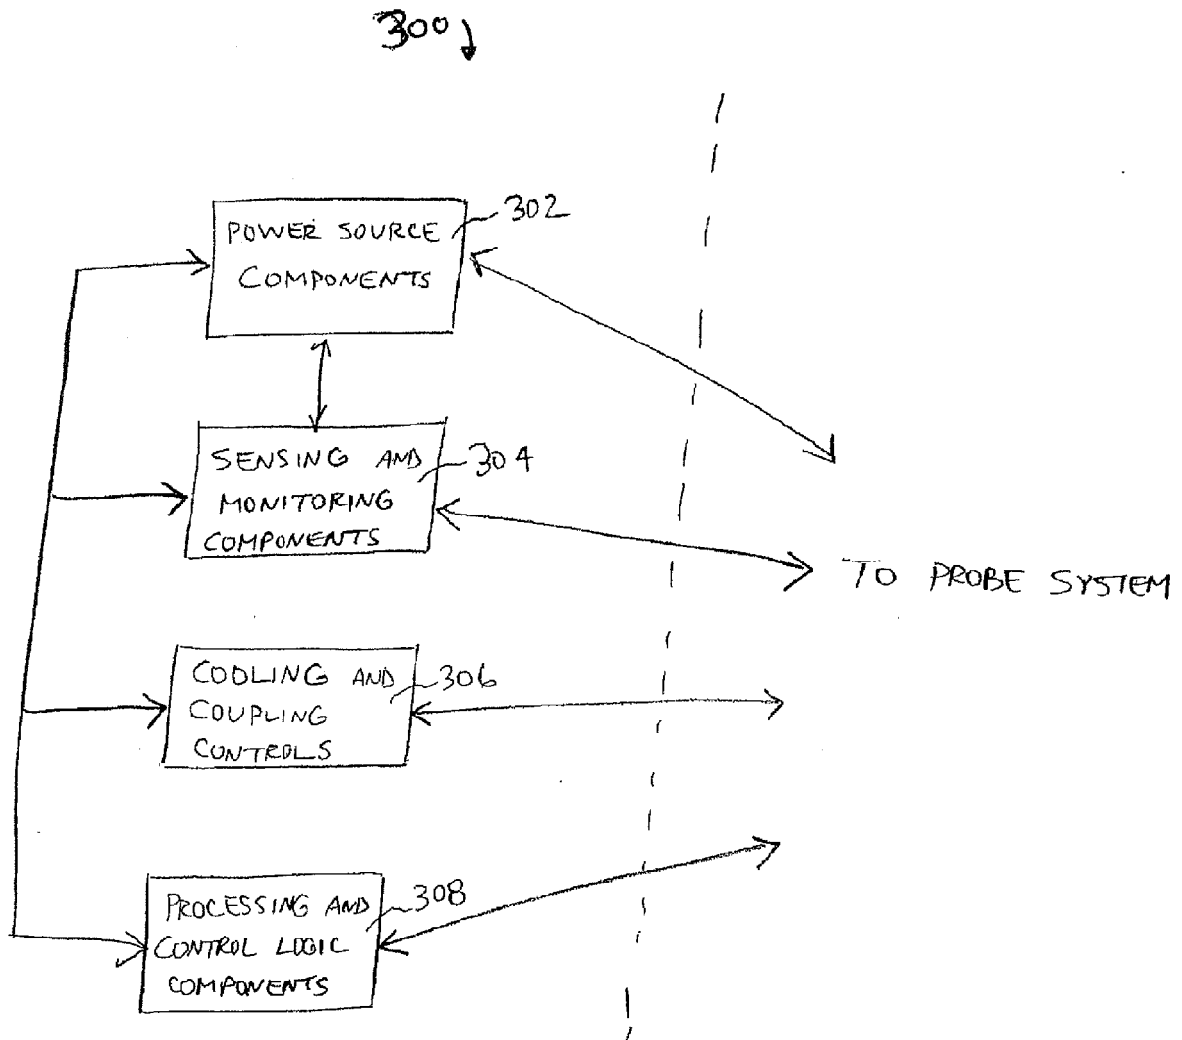 300
POWER SOURCE
COMPONENTS
302
SENSING AND
MONITORING
COMPONENTS
304
TO PROBE SYSTEM
COOLING AND
COUPLING
CONTROLS
306
PROCESSING AND
CONTROL LOGIC
COMPONENTS
308